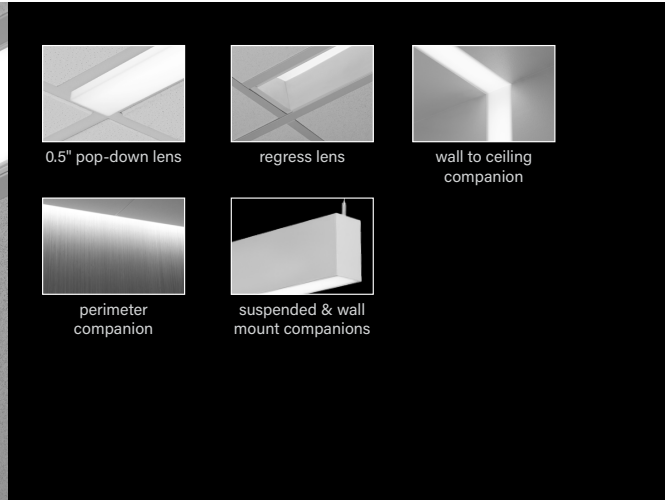 0.5" pop-down lens
regress lens
wall to ceiling
companion
perimeter
companion
suspended & wall
mount companions